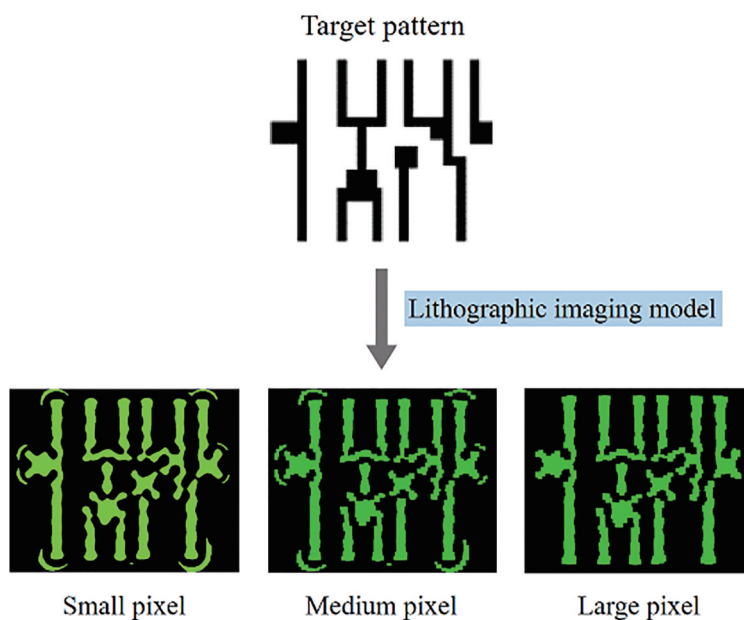 Target pattern
Lithographic imaging model
Small pixel
Medium pixel
Large pixel